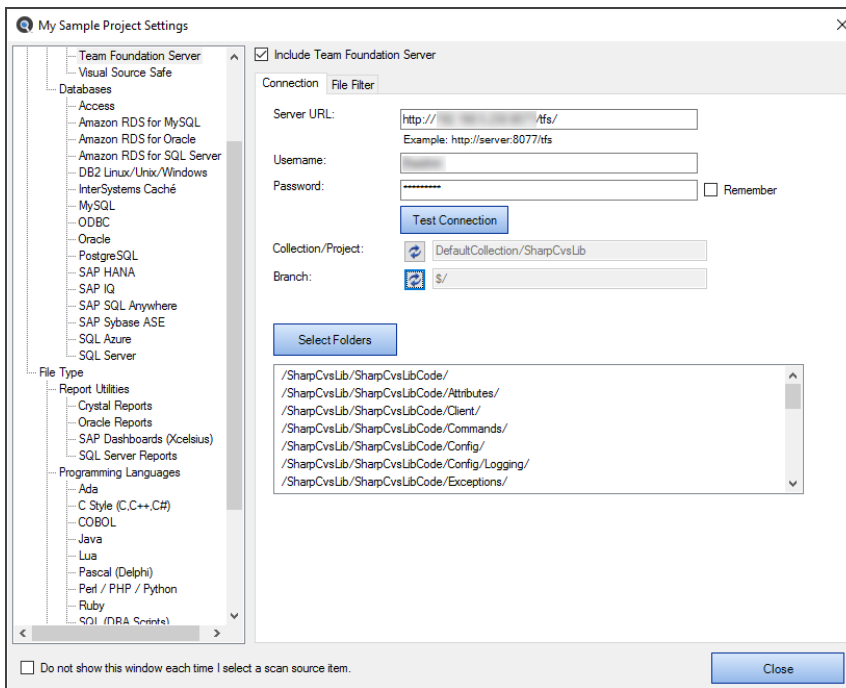 My Sample Project Settings
Team Foundation Server
Visual Source Safe
Databases
Access
Amazon RDS for MySQL
Amazon RDS for Oracle
Amazon RDS for SQL Server
DB2 Linux/Unix/Windows
InterSystems Caché
MySQL
ODBC
Oracle
PostgreSQL
SAP HANA
SAP IQ
SAP SQL Anywhere
SAP Sybase ASE
SQL Azure
SQL Server
File Type
Report Utilities
Crystal Reports
Oracle Reports
SAP Dashboards (Xcelsius)
SQL Server Reports
Programming Languages
Ada
C Style (C,C++,C#)
COBOL
Java
Lua
Pascal (Delphi)
Perl / PHP / Python
Ruby
SQL (DBA Scripts)
Include Team Foundation Server
Connection File Filter
Server URL: http:// /tfs/
Example: http://server:8077/tfs
Username:
Password: ********* Remember
Test Connection
Collection/Project: DefaultCollection/SharpCvsLib
Branch: $/
Select Folders
/SharpCvsLib/SharpCvsLibCode/
/SharpCvsLib/SharpCvsLibCode/Attributes/
/SharpCvsLib/SharpCvsLibCode/Client/
/SharpCvsLib/SharpCvsLibCode/Commands/
/SharpCvsLib/SharpCvsLibCode/Config/
/SharpCvsLib/SharpCvsLibCode/Config/Logging/
/SharpCvsLib/SharpCvsLibCode/Exceptions/
Do not show this window each time I select a scan source item.
Close